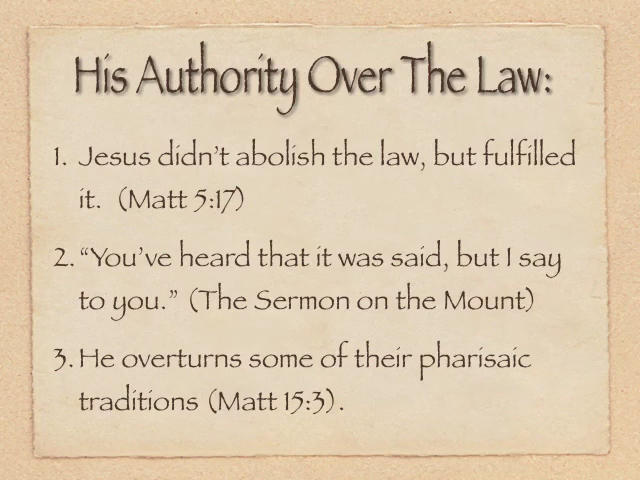 His Authority Over The Law:
1. Jesus didn't abolish the law, but fulfilled
it. (Matt 5:17)
2. “You've heard that it was said, but I say
to you.” (The Sermon on the Mount)
3. He overturns some of their pharisaic
traditions (Matt 15:3).